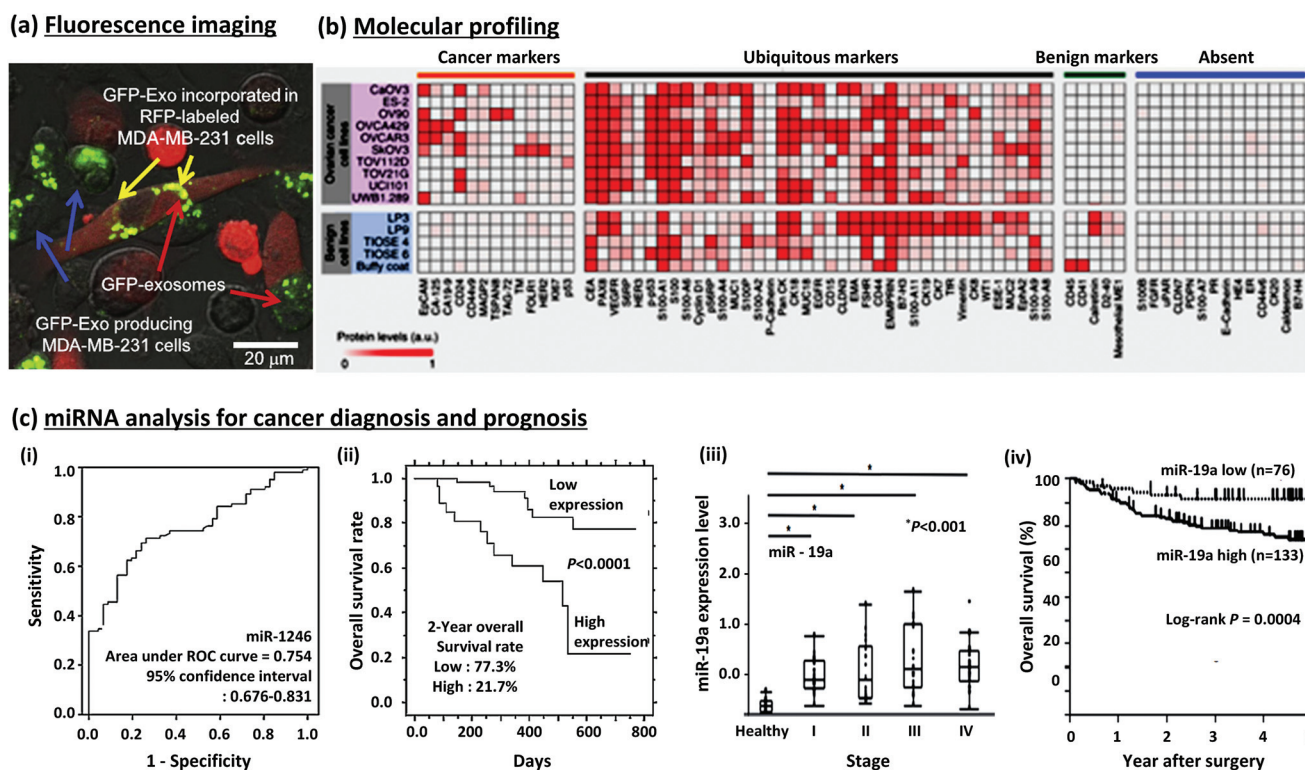 (a) Fluorescence imaging
GFP-Exo incorporated in
RFP-labeled
MDA-MB-231 cells
GFP-exosomes
GFP-Exo producing
MDA-MB-231 cells
20 μm
(b) Molecular profiling
Cancer markers
Ubiquitous markers
Benign markers
Absent
Ovarian cancer
cell lines
CaOV3
ES-2
OV90
OVCA429
OVCAR3
SkOV3
TOV112D
TOV21G
UCI101
UWB1.289
Benign
cell lines
LP3
LP9
TIOSE 4
TIOSE 6
Buffy coat
EpCAM
CA-125
CA19-9
CD24
CD44v9
MAGP2
TSPAN8
TAG-72
TM
FOLR1
HER2
Ki67
p53
CEA
PAX8
VEGFR
S6RP
HER3
p-p53
S100-A1
S100
S100-A6
Cyclin D1
p56RP
S100-A4
MUC1
S100P
S100-A2
P-Cadherin
Pan CK
CK18
MUC18
EGFR
CD15
CLDN3
EMA
FSHR
CD44
EMMPRN
B7-H3
S100-A11
CK19
CK7
TfR
Vimentin
CK8
WT1
ESE-1
MUC2
Ep-ICD
S100-A9
S100-A8
CD45
CD41
Calretinin
D2-40
Mesothelial ME1
S100B
FGFR
uPAR
CLDN7
PDPN
PR
E-Cadherin
HE4
ER
CD44v6
CK20
Caldesmon
B7-H4
Protein levels (a.u.)
0 1
(c) miRNA analysis for cancer diagnosis and prognosis
(i)
Sensitivity
1.0
0.8
0.6
0.4
0.2
0.0
miR-1246
Area under ROC curve = 0.754
95% confidence interval
: 0.676-0.831
0.0 0.2 0.4 0.6 0.8 1.0
1 - Specificity
(ii)
Overall survival rate
1.0
0.8
0.6
0.4
0.2
0
Low
expression
P<0.0001
High
expression
2-Year overall
Survival rate
Low : 77.3%
High : 21.7%
0 200 400 600 800
Days
(iii)
miR-19a expression level
3.0
2.0
1.0
0.0
*
*
*
*
*P<0.001
miR - 19a
Healthy I II III IV
Stage
(iv)
Overall survival (%)
100
80
60
40
20
0
miR-19a low (n=76)
miR-19a high (n=133)
Log-rank P = 0.0004
0 1 2 3 4 5
Year after surgery